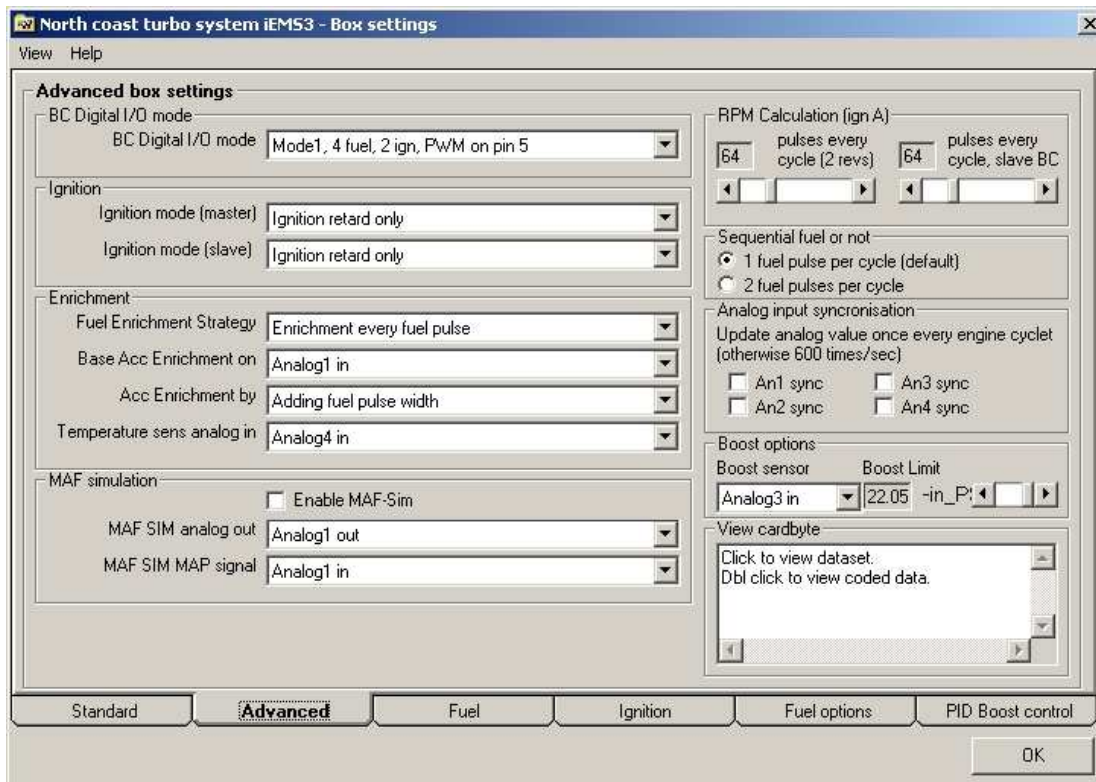 North coast turbo system iEMS3 - Box settings
View Help
Advanced box settings
BC Digital I/O mode
BC Digital I/O mode Mode1, 4 fuel, 2 ign, PWM on pin 5
Ignition
Ignition mode (master) Ignition retard only
Ignition mode (slave) Ignition retard only
Enrichment
Fuel Enrichment Strategy Enrichment every fuel pulse
Base Acc Enrichment on Analog1 in
Acc Enrichment by Adding fuel pulse width
Temperature sens analog in Analog4 in
MAF simulation
Enable MAF-Sim
MAF SIM analog out Analog1 out
MAF SIM MAP signal Analog1 in
RPM Calculation (ign A)
64 pulses every cycle (2 revs)
64 pulses every cycle, slave BC
Sequential fuel or not
1 fuel pulse per cycle (default)
2 fuel pulses per cycle
Analog input syncronisation
Update analog value once every engine cyclet
(otherwise 600 times/sec)
An1 sync An3 sync
An2 sync An4 sync
Boost options
Boost sensor Boost Limit
Analog3 in 22.05 -in_PS
View cardbyte
Click to view dataset.
Dbl click to view coded data.
Standard Advanced Fuel Ignition Fuel options PID Boost control
OK